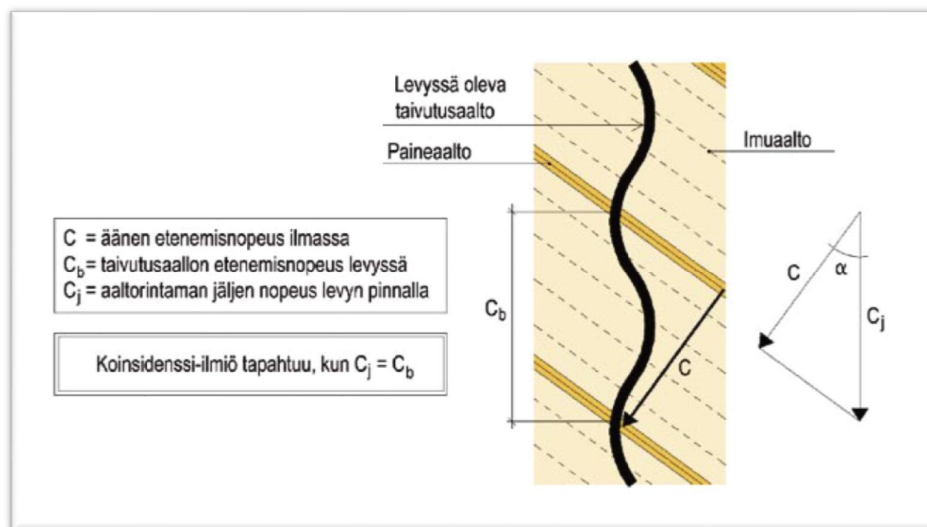 Levyssä oleva
taivutusaalto
Paineaalto
Imuaalto
C = äänen etenemisnopeus ilmassa
C_b = taivutusaallon etenemisnopeus levyssä
C_j = aaltorintaman jäljen nopeus levyn pinnalla
Koinsidenssi-ilmiö tapahtuu, kun C_j = C_b
C_b
C
C
α
C_j